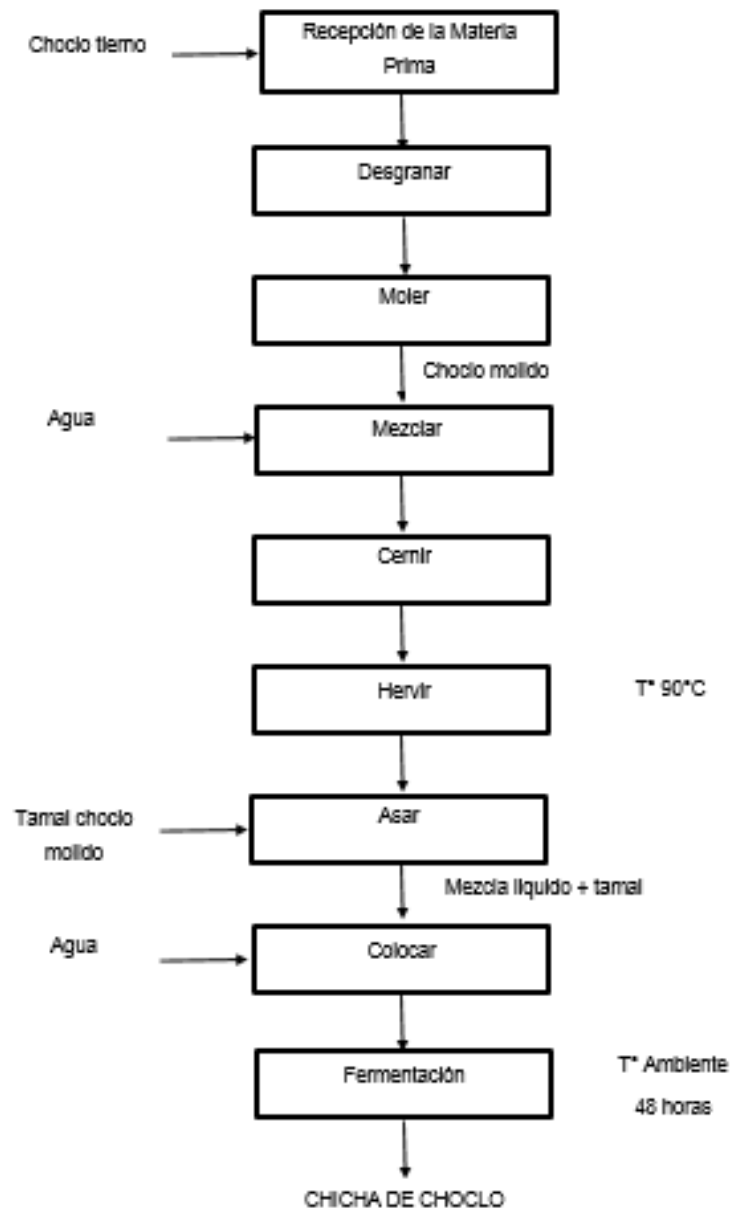 Choclo tierno
Recepción de la Materia
Prima
Desgranar
Moler
Choclo molido
Agua
Mezclar
Cernir
Hervir
T° 90°C
Tamal choclo
molido
Asar
Mezcla liquido + tamal
Agua
Colocar
Fermentación
T° Ambiente
48 horas
CHICHA DE CHOCLO